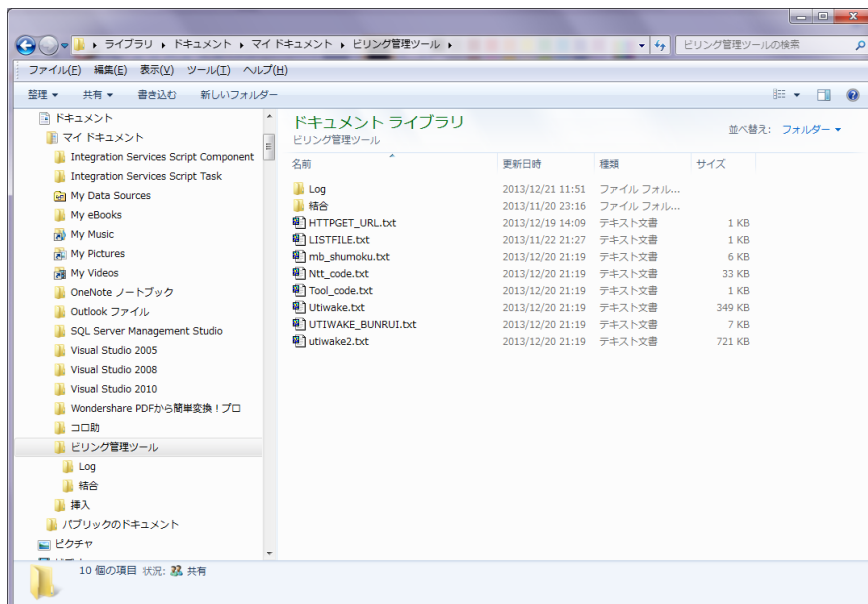 ライブラリ ▸ ドキュメント ▸ マイ ドキュメント ▸ ビリング管理ツール ▸
ビリング管理ツールの検索
ファイル(F) 編集(E) 表示(V) ツール(T) ヘルプ(H)
整理 ▼ 共有 ▼ 書き込む 新しいフォルダー
ドキュメント
マイ ドキュメント
Integration Services Script Component
Integration Services Script Task
My Data Sources
My eBooks
My Music
My Pictures
My Videos
OneNote ノートブック
Outlook ファイル
SQL Server Management Studio
Visual Studio 2005
Visual Studio 2008
Visual Studio 2010
Wondershare PDFから簡単変換！プロ
コロ助
ビリング管理ツール
Log
結合
挿入
パブリックのドキュメント
ピクチャ
ドキュメント ライブラリ
ビリング管理ツール
並べ替え: フォルダー ▼
名前 更新日時 種類 サイズ
Log 2013/12/21 11:51 ファイル フォル...
結合 2013/11/20 23:16 ファイル フォル...
HTTPGET_URL.txt 2013/12/19 14:09 テキスト文書 1 KB
LISTFILE.txt 2013/11/22 21:27 テキスト文書 1 KB
mb_shumoku.txt 2013/12/20 21:19 テキスト文書 6 KB
Ntt_code.txt 2013/12/20 21:19 テキスト文書 33 KB
Tool_code.txt 2013/12/20 21:19 テキスト文書 1 KB
Utiwake.txt 2013/12/20 21:19 テキスト文書 349 KB
UTIWAKE_BUNRUI.txt 2013/12/20 21:19 テキスト文書 7 KB
utiwake2.txt 2013/12/20 21:19 テキスト文書 721 KB
10 個の項目 状況: 共有